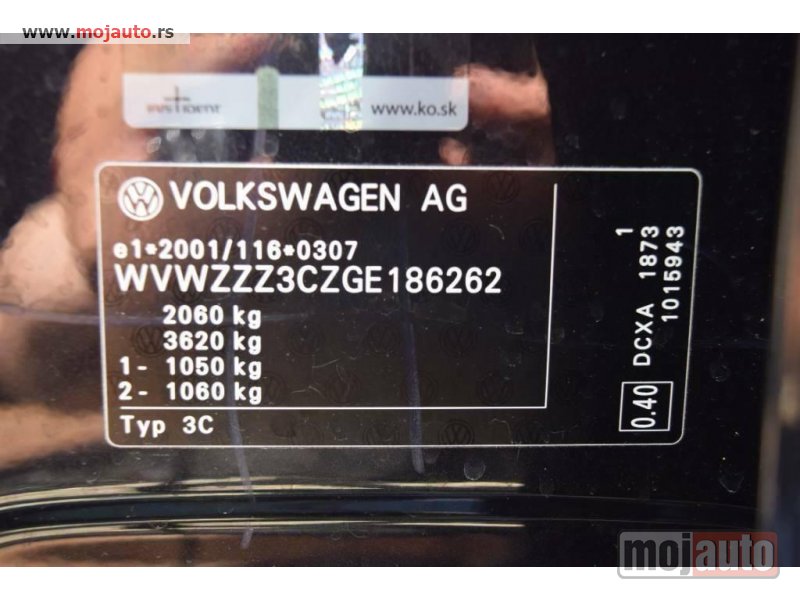 www.mojauto.rs
www.ko.sk
VOLKSWAGEN AG
e1*2001/116*0307
WVWZZZ3CZGE186262
2060 kg
3620 kg
1- 1050 kg
2- 1060 kg
Typ 3C
1
DCXA 1873
1015943
0.40
mojauto